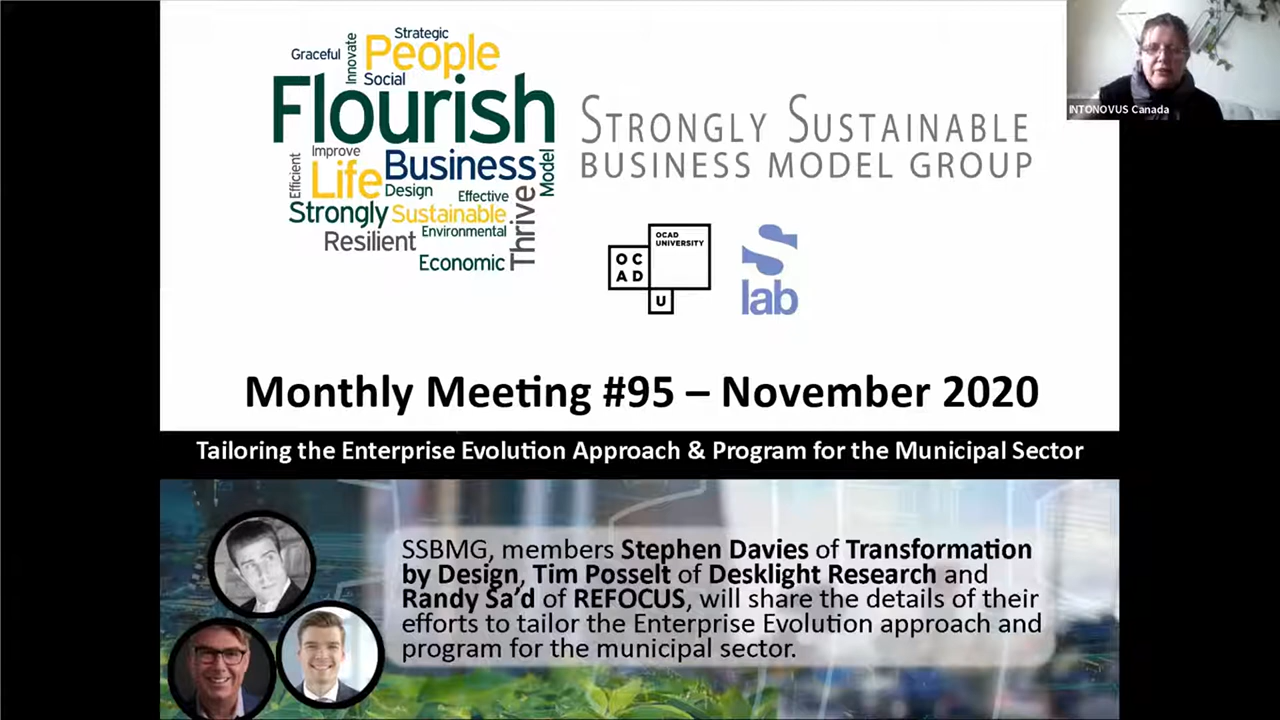 Strategic
Graceful
Innovate
People
Social
Flourish
Improve
Efficient
Life
Business
Model
Design
Effective
Strongly
Sustainable
Thrive
Resilient
Environmental
Economic
STRONGLY SUSTAINABLE
BUSINESS MODEL GROUP
OCAD
UNIVERSITY
OC
AD
U
S
lab
INTONOVUS Canada
Monthly Meeting #95 – November 2020
Tailoring the Enterprise Evolution Approach & Program for the Municipal Sector
SSBMG, members Stephen Davies of Transformation
by Design, Tim Posselt of Desklight Research and
Randy Sa’d of REFOCUS, will share the details of their
efforts to tailor the Enterprise Evolution approach and
program for the municipal sector.